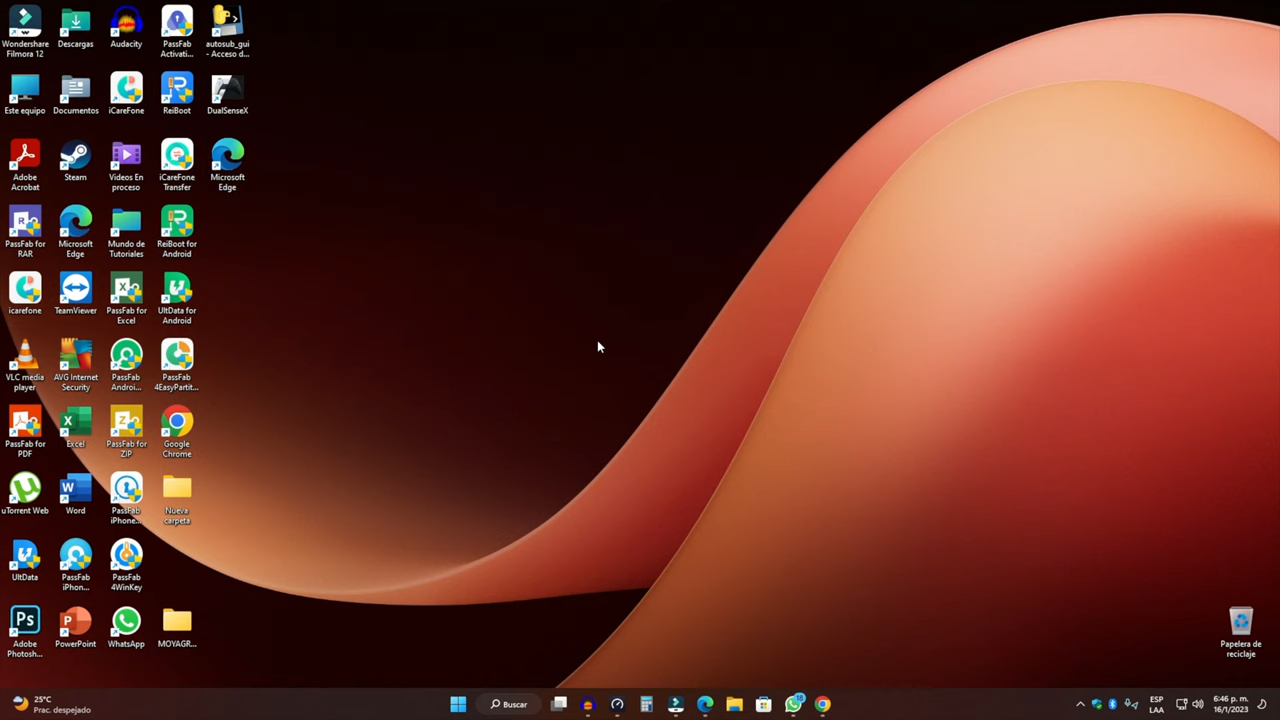 Wondershare
Filmora 12
Descargas
Audacity
PassFab
Activati...
autosub_gui
- Acceso d...
Este equipo
Documentos
iCareFone
ReiBoot
DualSenseX
Adobe
Acrobat
Steam
Videos En
proceso
iCareFone
Transfer
Microsoft
Edge
PassFab for
RAR
Microsoft
Edge
Mundo de
Tutoriales
ReiBoot for
Android
icarefone
TeamViewer
PassFab for
Excel
UltData for
Android
VLC media
player
AVG Internet
Security
PassFab
Androi...
PassFab
4EasyPartit...
PassFab for
PDF
Excel
PassFab for
ZIP
Google
Chrome
uTorrent Web
Word
PassFab
iPhone...
Nueva
carpeta
UltData
PassFab
iPhon...
PassFab
4WinKey
Ps
Adobe
Photosh...
PowerPoint
WhatsApp
MOYAGR...
Papelera de
reciclaje
25°C
Prac. despejado
Buscar
18
ESP
LAA
6:46 p. m.
16/1/2023